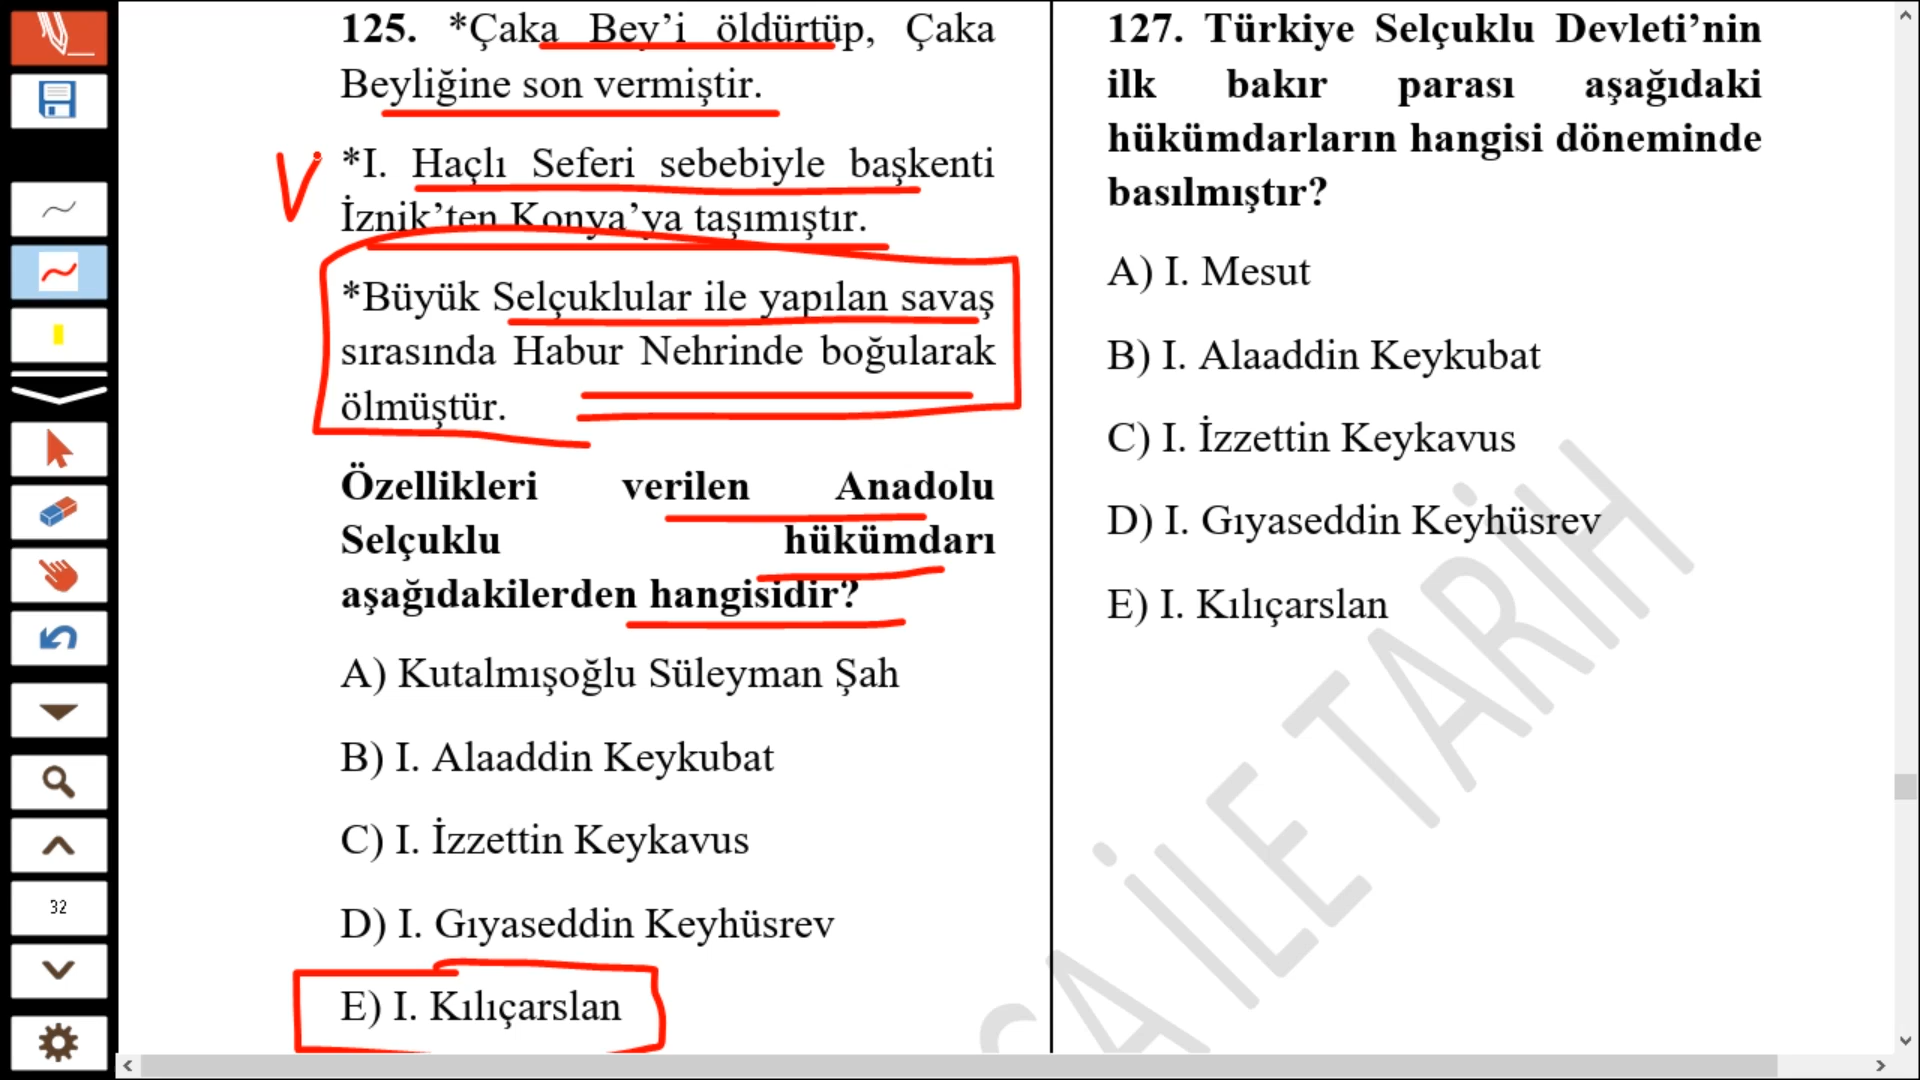 125. *Çaka Bey’i öldürtüp, Çaka
Beyliğine son vermiştir.
*I. Haçlı Seferi sebebiyle başkenti
İznik’ten Konya’ya taşımıştır.
*Büyük Selçuklular ile yapılan savaş
sırasında Habur Nehrinde boğularak
ölmüştür.
Özellikleri verilen Anadolu
Selçuklu hükümdarı
aşağıdakilerden hangisidir?
A) Kutalmışoğlu Süleyman Şah
B) I. Alaaddin Keykubat
C) I. İzzettin Keykavus
D) I. Gıyaseddin Keyhüsrev
E) I. Kılıçarslan
127. Türkiye Selçuklu Devleti’nin
ilk bakır parası aşağıdaki
hükümdarların hangisi döneminde
basılmıştır?
A) I. Mesut
B) I. Alaaddin Keykubat
C) I. İzzettin Keykavus
D) I. Gıyaseddin Keyhüsrev
E) I. Kılıçarslan
CA İLE TARİH
32